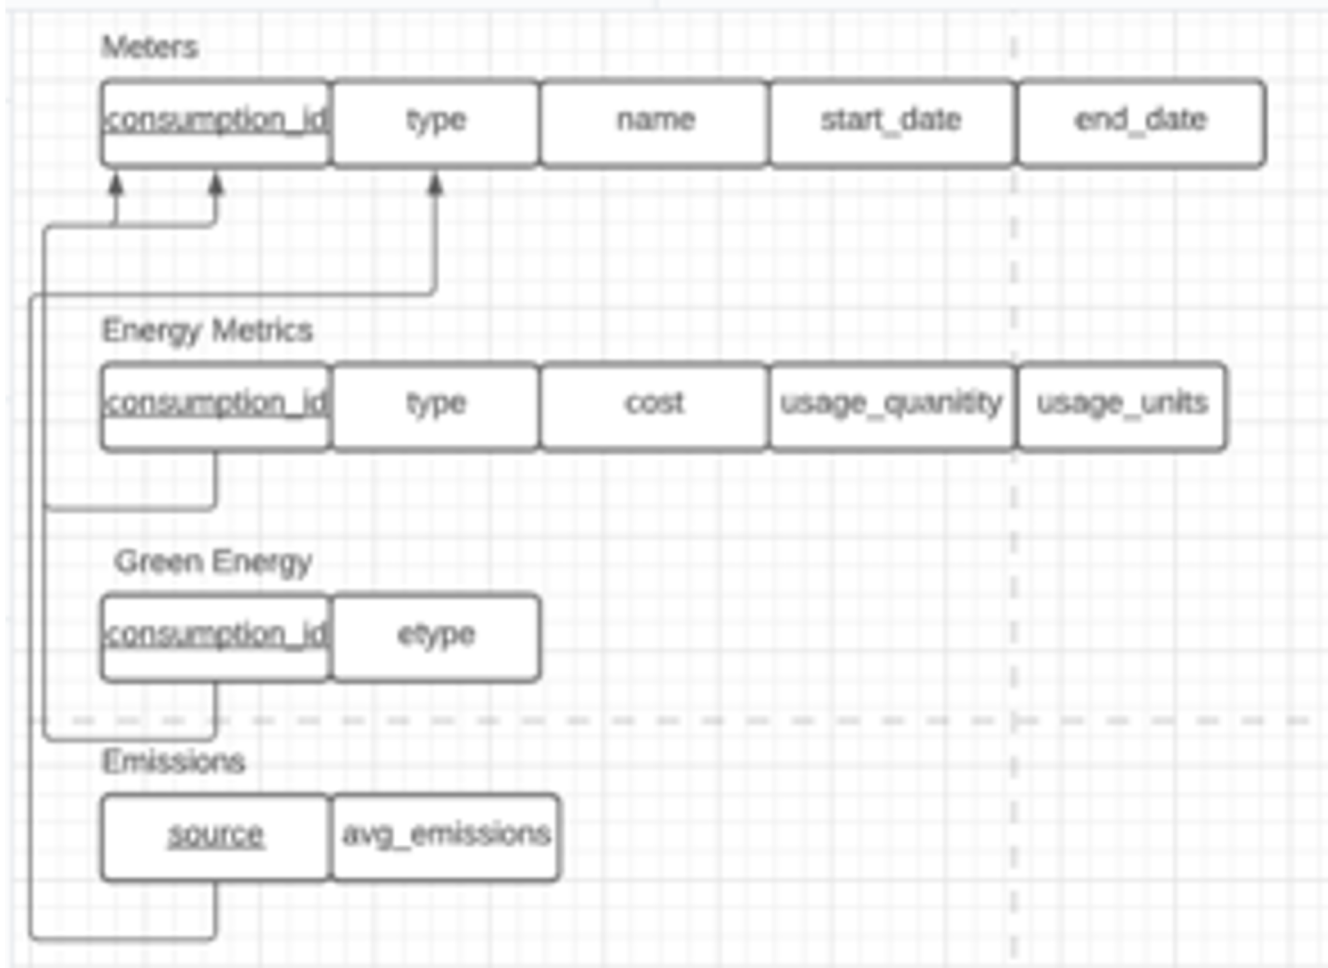 Meters
consumption_id type name start_date end_date
Energy Metrics
consumption_id type cost usage_quanitity usage_units
Green Energy
consumption_id etype
Emissions
source avg_emissions